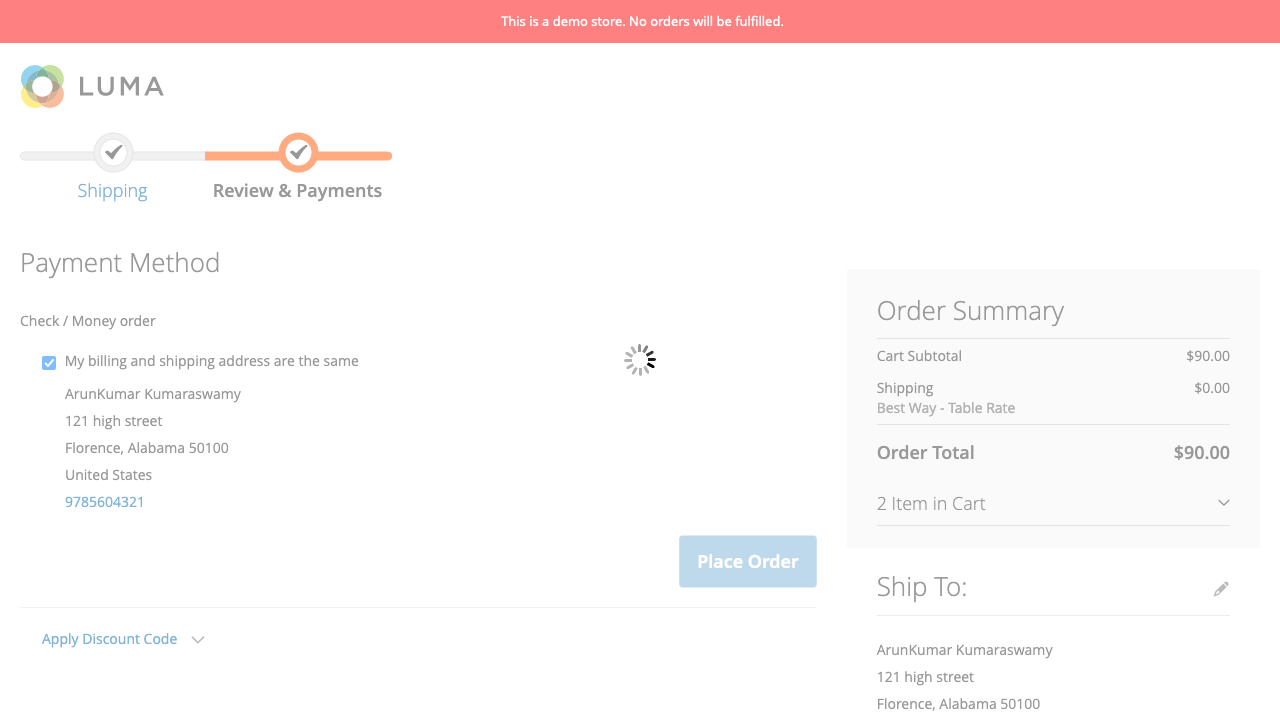 This is a demo store. No orders will be fulfilled.
LUMA
Shipping
Review & Payments
Payment Method
Check / Money order
My billing and shipping address are the same
ArunKumar Kumaraswamy
121 high street
Florence, Alabama 50100
United States
9785604321
Place Order
Apply Discount Code
Order Summary
Cart Subtotal $90.00
Shipping $0.00
Best Way - Table Rate
Order Total $90.00
2 Item in Cart
Ship To:
ArunKumar Kumaraswamy
121 high street
Florence, Alabama 50100